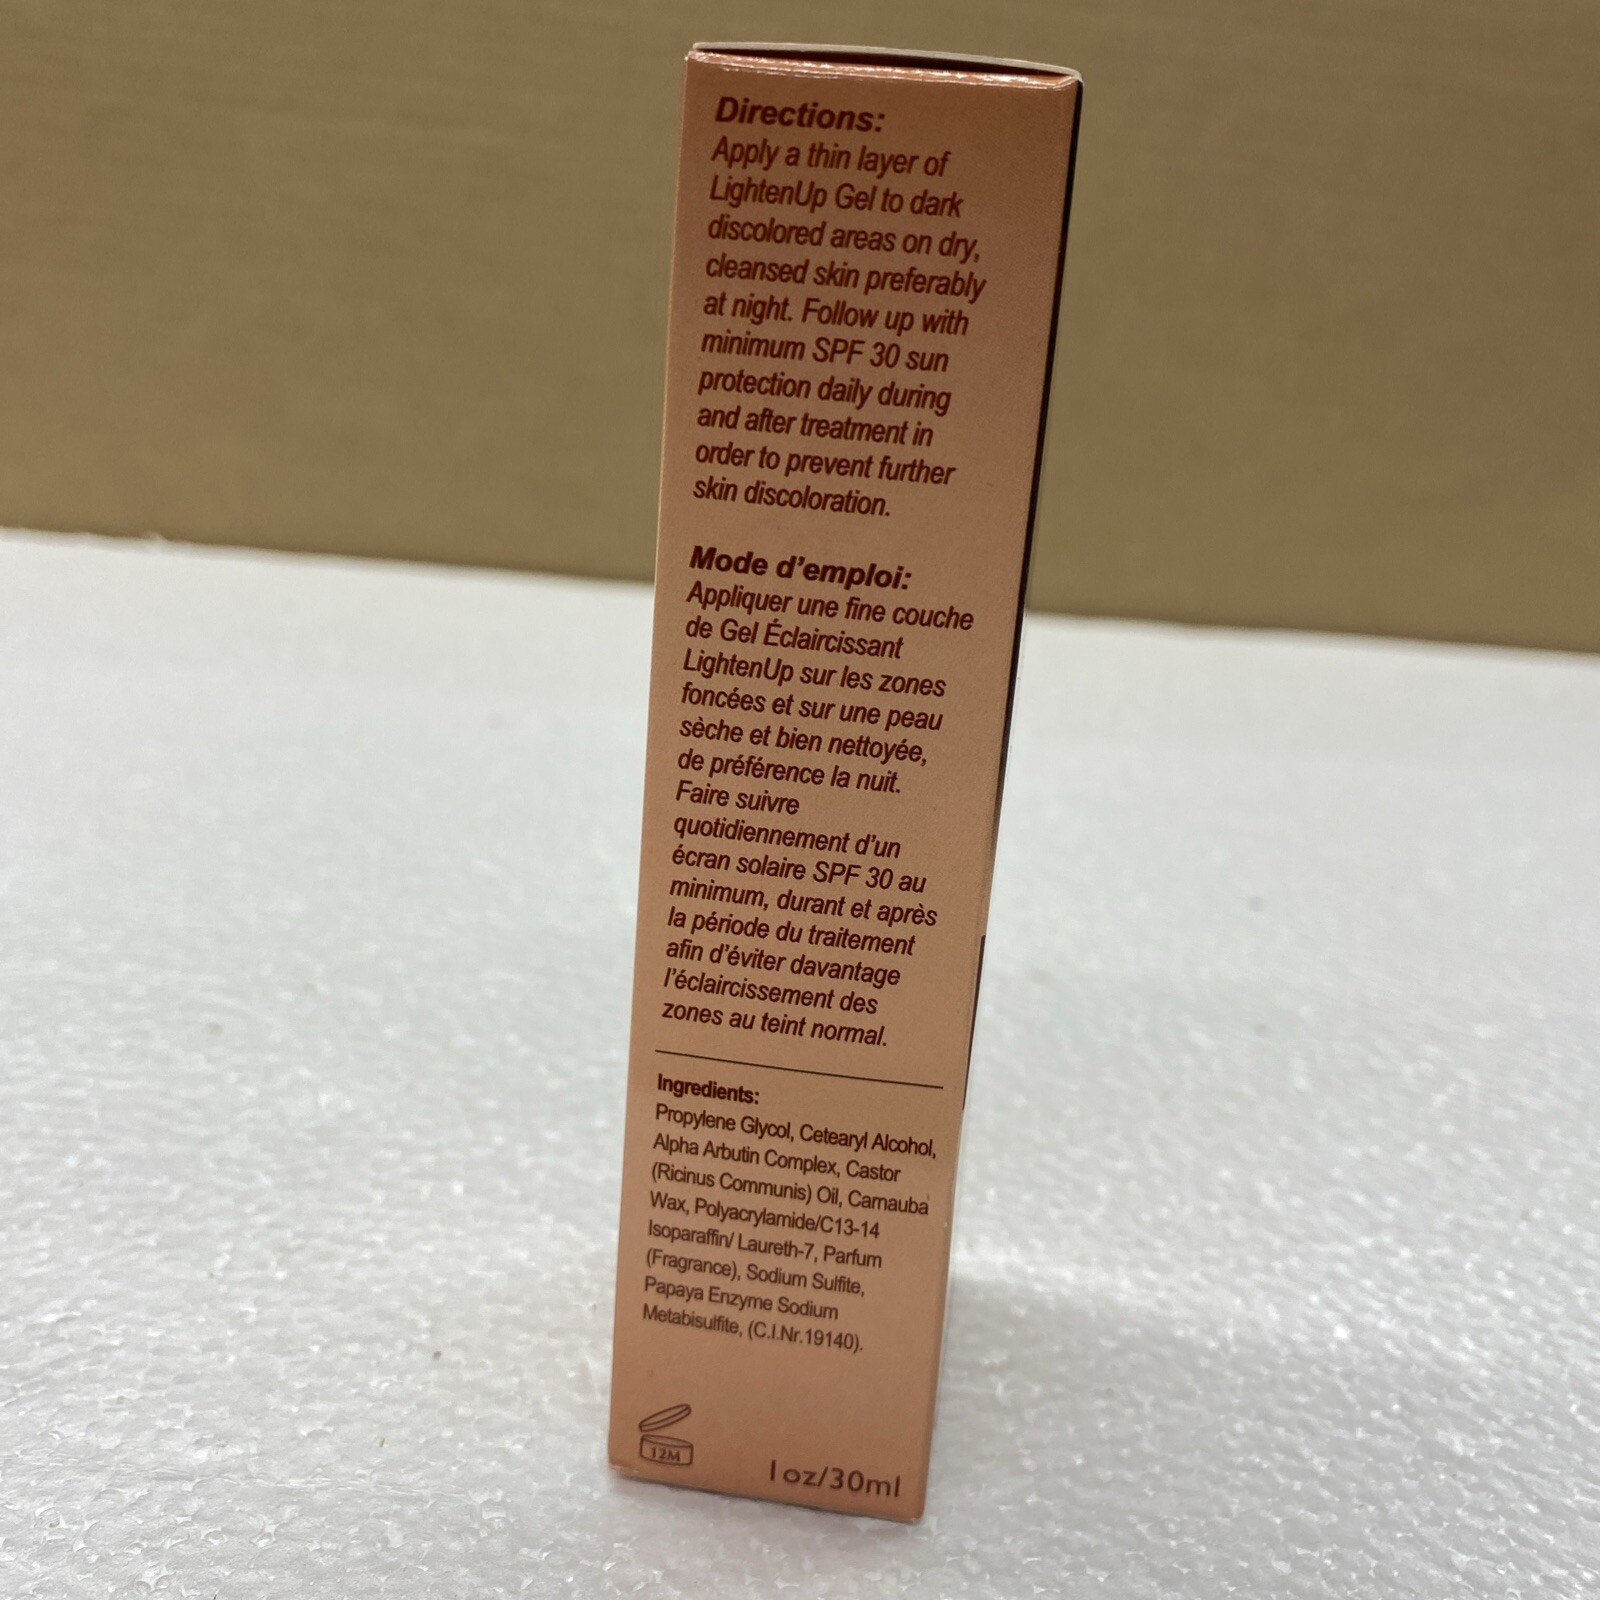 Directions:
Apply a thin layer of
LightenUp Gel to dark
discolored areas on dry,
cleansed skin preferably
at night. Follow up with
minimum SPF 30 sun
protection daily during
and after treatment in
order to prevent further
skin discoloration.
Mode d'emploi:
Appliquer une fine couche
de Gel Éclaircissant
LightenUp sur les zones
foncées et sur une peau
sèche et bien nettoyée,
de préférence la nuit.
Faire suivre
quotidiennement d'un
écran solaire SPF 30 au
minimum, durant et après
la période du traitement
afin d'éviter davantage
l'éclaircissement des
zones au teint normal.
Ingredients:
Propylene Glycol, Cetearyl Alcohol,
Alpha Arbutin Complex, Castor
(Ricinus Communis) Oil, Carnauba
Wax, Polyacrylamide/C13-14
Isoparaffin/ Laureth-7, Parfum
(Fragrance), Sodium Sulfite,
Papaya Enzyme Sodium
Metabisulfite, (C.I.Nr.19140).
12M
1 oz/30ml